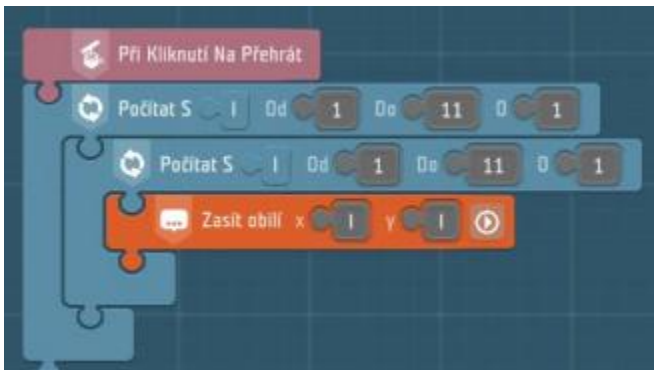 Při Kliknutí Na Přehrát
Počítat S I Od 1 Do 11 O 1
Počítat S I Od 1 Do 11 O 1
Zasít obilí x I y I